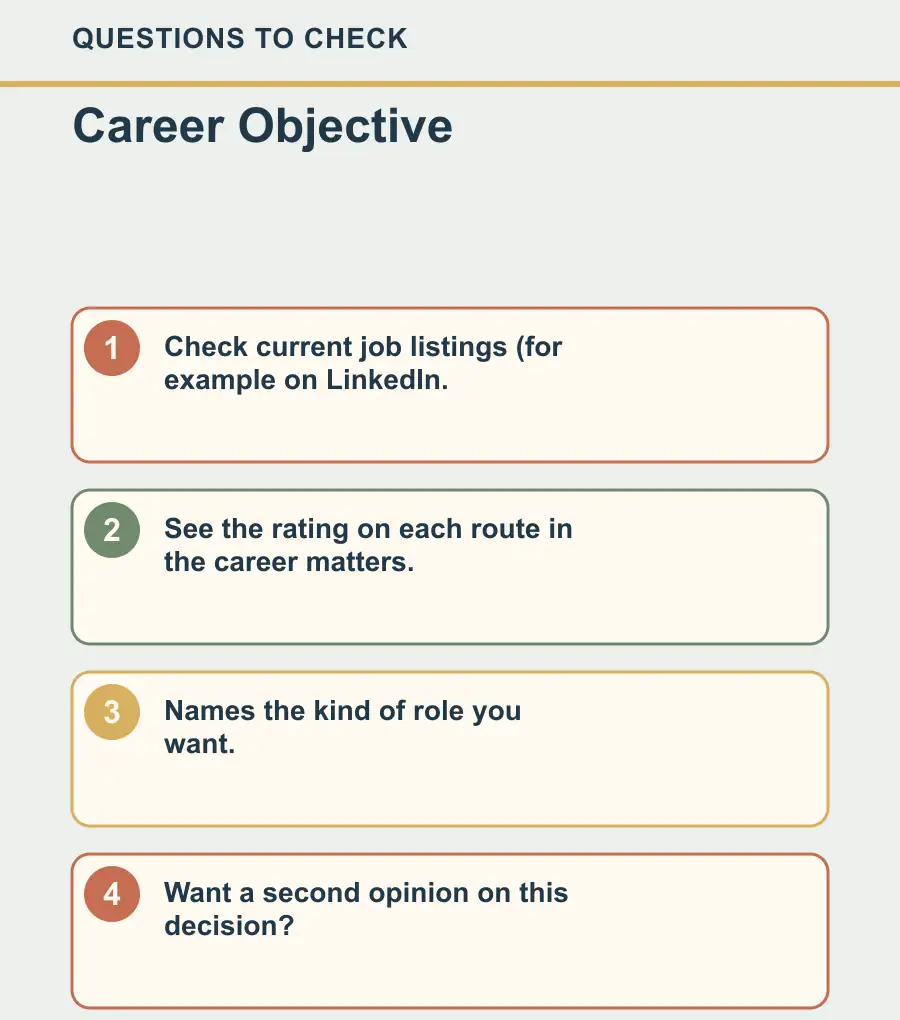 QUESTIONS TO CHECK
Career Objective
1
Check current job listings (for
example on LinkedIn.
2
See the rating on each route in
the career matters.
3
Names the kind of role you
want.
4
Want a second opinion on this
decision?